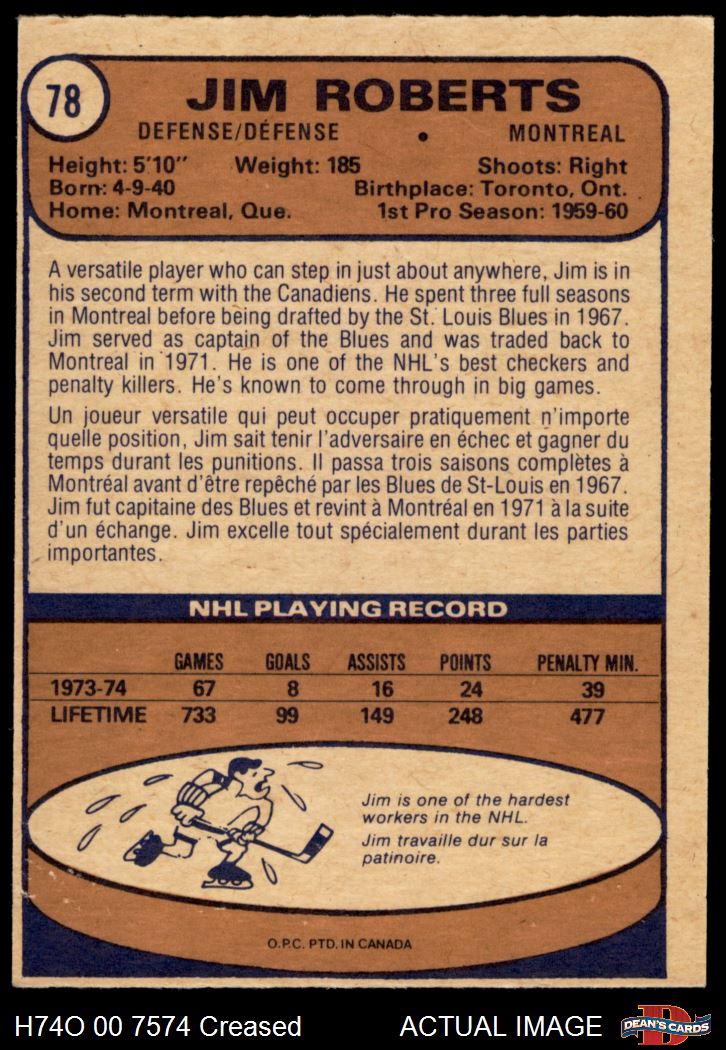 78
JIM ROBERTS
DEFENSE/DÉFENSE • MONTREAL
Height: 5'10" Weight: 185 Shoots: Right
Born: 4-9-40 Birthplace: Toronto, Ont.
Home: Montreal, Que. 1st Pro Season: 1959-60
A versatile player who can step in just about anywhere, Jim is in
his second term with the Canadiens. He spent three full seasons
in Montreal before being drafted by the St. Louis Blues in 1967.
Jim served as captain of the Blues and was traded back to
Montreal in 1971. He is one of the NHL's best checkers and
penalty killers. He's known to come through in big games.
Un joueur versatile qui peut occuper pratiquement n'importe
quelle position, Jim sait tenir l'adversaire en échec et gagner du
temps durant les punitions. Il passa trois saisons complètes à
Montréal avant d'être repêché par les Blues de St-Louis en 1967.
Jim fut capitaine des Blues et revint à Montréal en 1971 à la suite
d'un échange. Jim excelle tout spécialement durant les parties
importantes.
NHL PLAYING RECORD
GAMES GOALS ASSISTS POINTS PENALTY MIN.
1973-74 67 8 16 24 39
LIFETIME 733 99 149 248 477
Jim is one of the hardest
workers in the NHL.
Jim travaille dur sur la
patinoire.
O.P.C. PTD. IN CANADA
H74O 00 7574 Creased ACTUAL IMAGE
D
DEAN'S CARDS